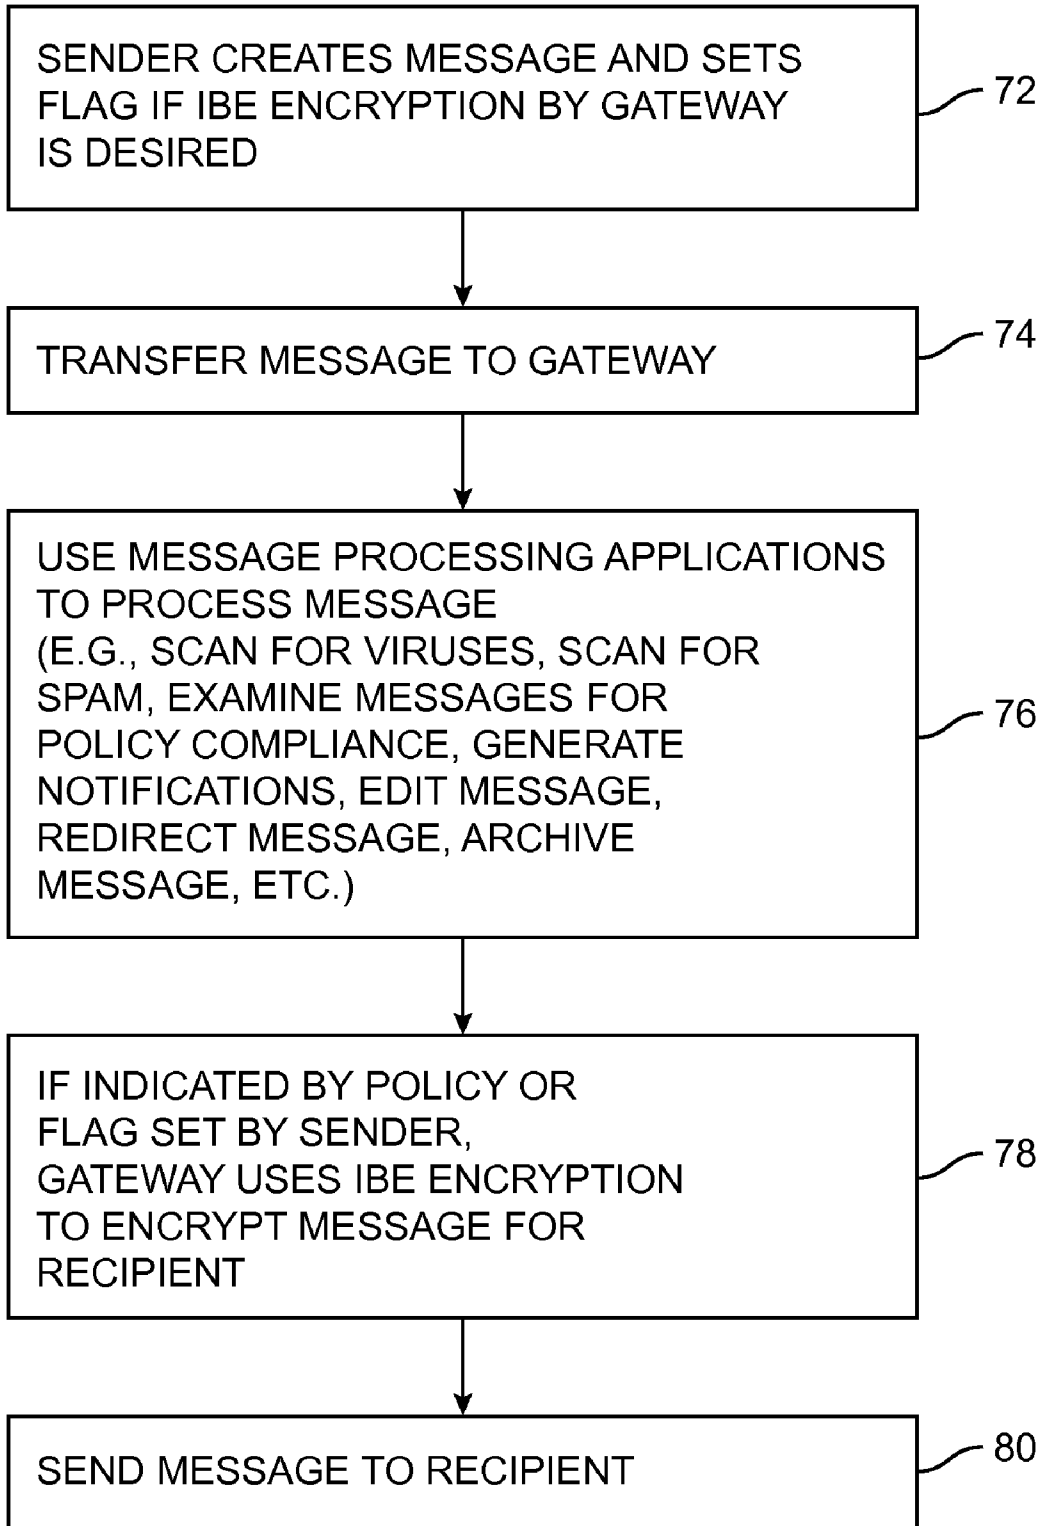 SENDER CREATES MESSAGE AND SETS
FLAG IF IBE ENCRYPTION BY GATEWAY
IS DESIRED
72
TRANSFER MESSAGE TO GATEWAY
74
USE MESSAGE PROCESSING APPLICATIONS
TO PROCESS MESSAGE
(E.G., SCAN FOR VIRUSES, SCAN FOR
SPAM, EXAMINE MESSAGES FOR
POLICY COMPLIANCE, GENERATE
NOTIFICATIONS, EDIT MESSAGE,
REDIRECT MESSAGE, ARCHIVE
MESSAGE, ETC.)
76
IF INDICATED BY POLICY OR
FLAG SET BY SENDER,
GATEWAY USES IBE ENCRYPTION
TO ENCRYPT MESSAGE FOR
RECIPIENT
78
SEND MESSAGE TO RECIPIENT
80